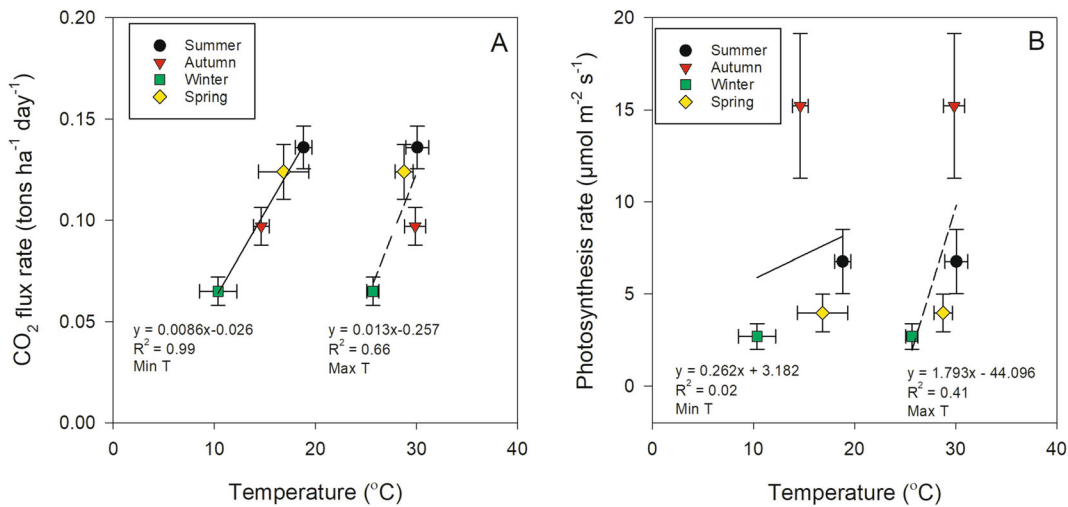 A
Summer
Autumn
Winter
Spring
CO2 flux rate (tons ha-1 day-1)
0.20
0.15
0.10
0.05
0.00
y = 0.0086x-0.026
R2 = 0.99
Min T
y = 0.013x-0.257
R2 = 0.66
Max T
0 10 20 30 40
Temperature (oC)
B
Summer
Autumn
Winter
Spring
Photosynthesis rate (μmol m-2 s-1)
20
15
10
5
0
y = 0.262x + 3.182
R2 = 0.02
Min T
y = 1.793x - 44.096
R2 = 0.41
Max T
0 10 20 30 40
Temperature (oC)